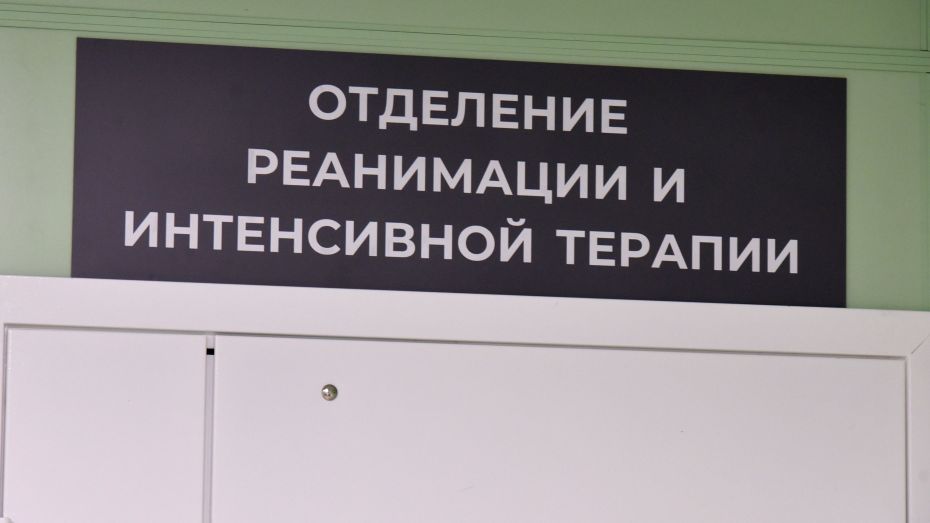 ОТДЕЛЕНИЕ
РЕАНИМАЦИИ И
ИНТЕНСИВНОЙ ТЕРАПИИ